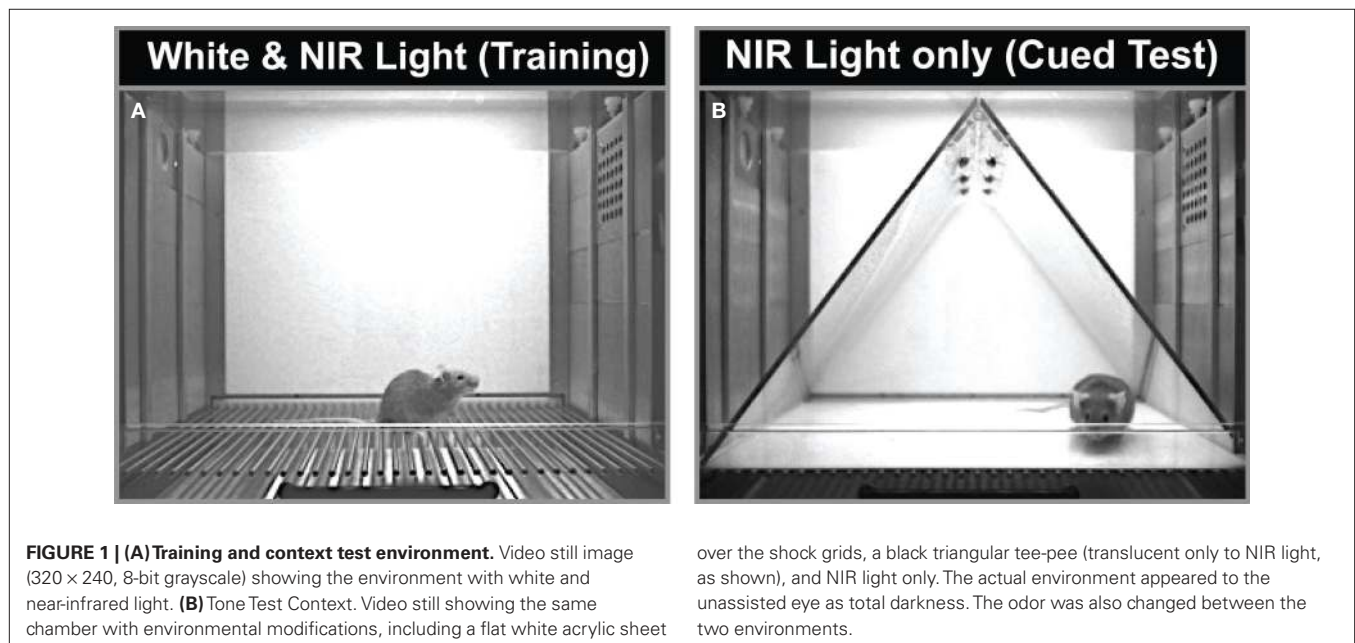 White & NIR Light (Training)
NIR Light only (Cued Test)
A
B
FIGURE 1 | (A) Training and context test environment. Video still image
(320 × 240, 8-bit grayscale) showing the environment with white and
near-infrared light. (B) Tone Test Context. Video still showing the same
chamber with environmental modifications, including a flat white acrylic sheet
over the shock grids, a black triangular tee-pee (translucent only to NIR light,
as shown), and NIR light only. The actual environment appeared to the
unassisted eye as total darkness. The odor was also changed between the
two environments.